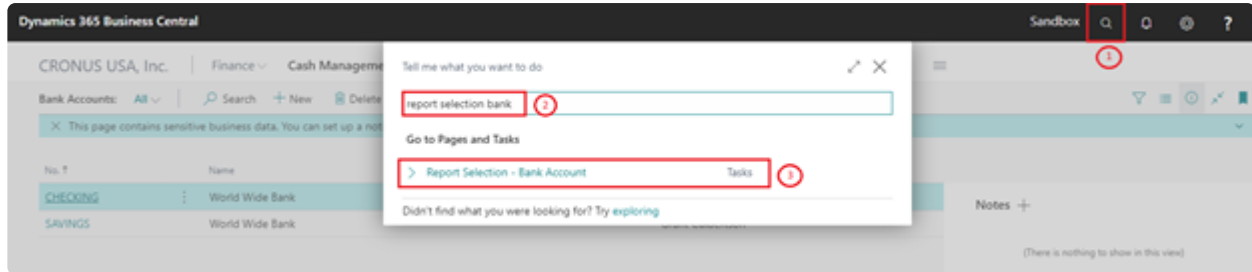 Dynamics 365 Business Central
Sandbox
?
1
CRONUS USA, Inc.
Finance
Cash Manageme
Tell me what you want to do
Bank Accounts: All
Search
New
Delete
report selection bank
2
This page contains sensitive business data. You can set up a not
Go to Pages and Tasks
No. ↑
Name
Report Selection - Bank Account
Tasks
3
CHECKING
World Wide Bank
Didn't find what you were looking for? Try exploring
SAVINGS
World Wide Bank
Notes
(There is nothing to show in this view)